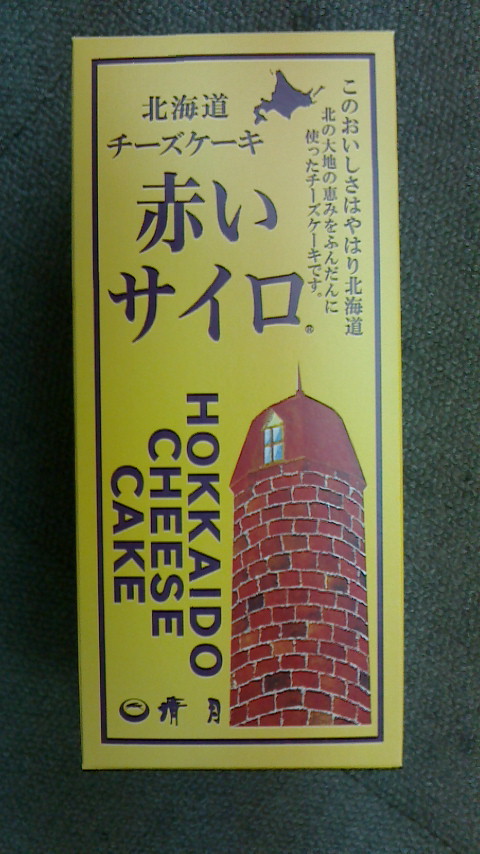 このおいしさはやはり北海道
北の大地の恵みをふんだんに
使ったチーズケーキです。
北海道
チーズケーキ
赤い
サイロ®
HOKKAIDO
CHEESE
CAKE
清月